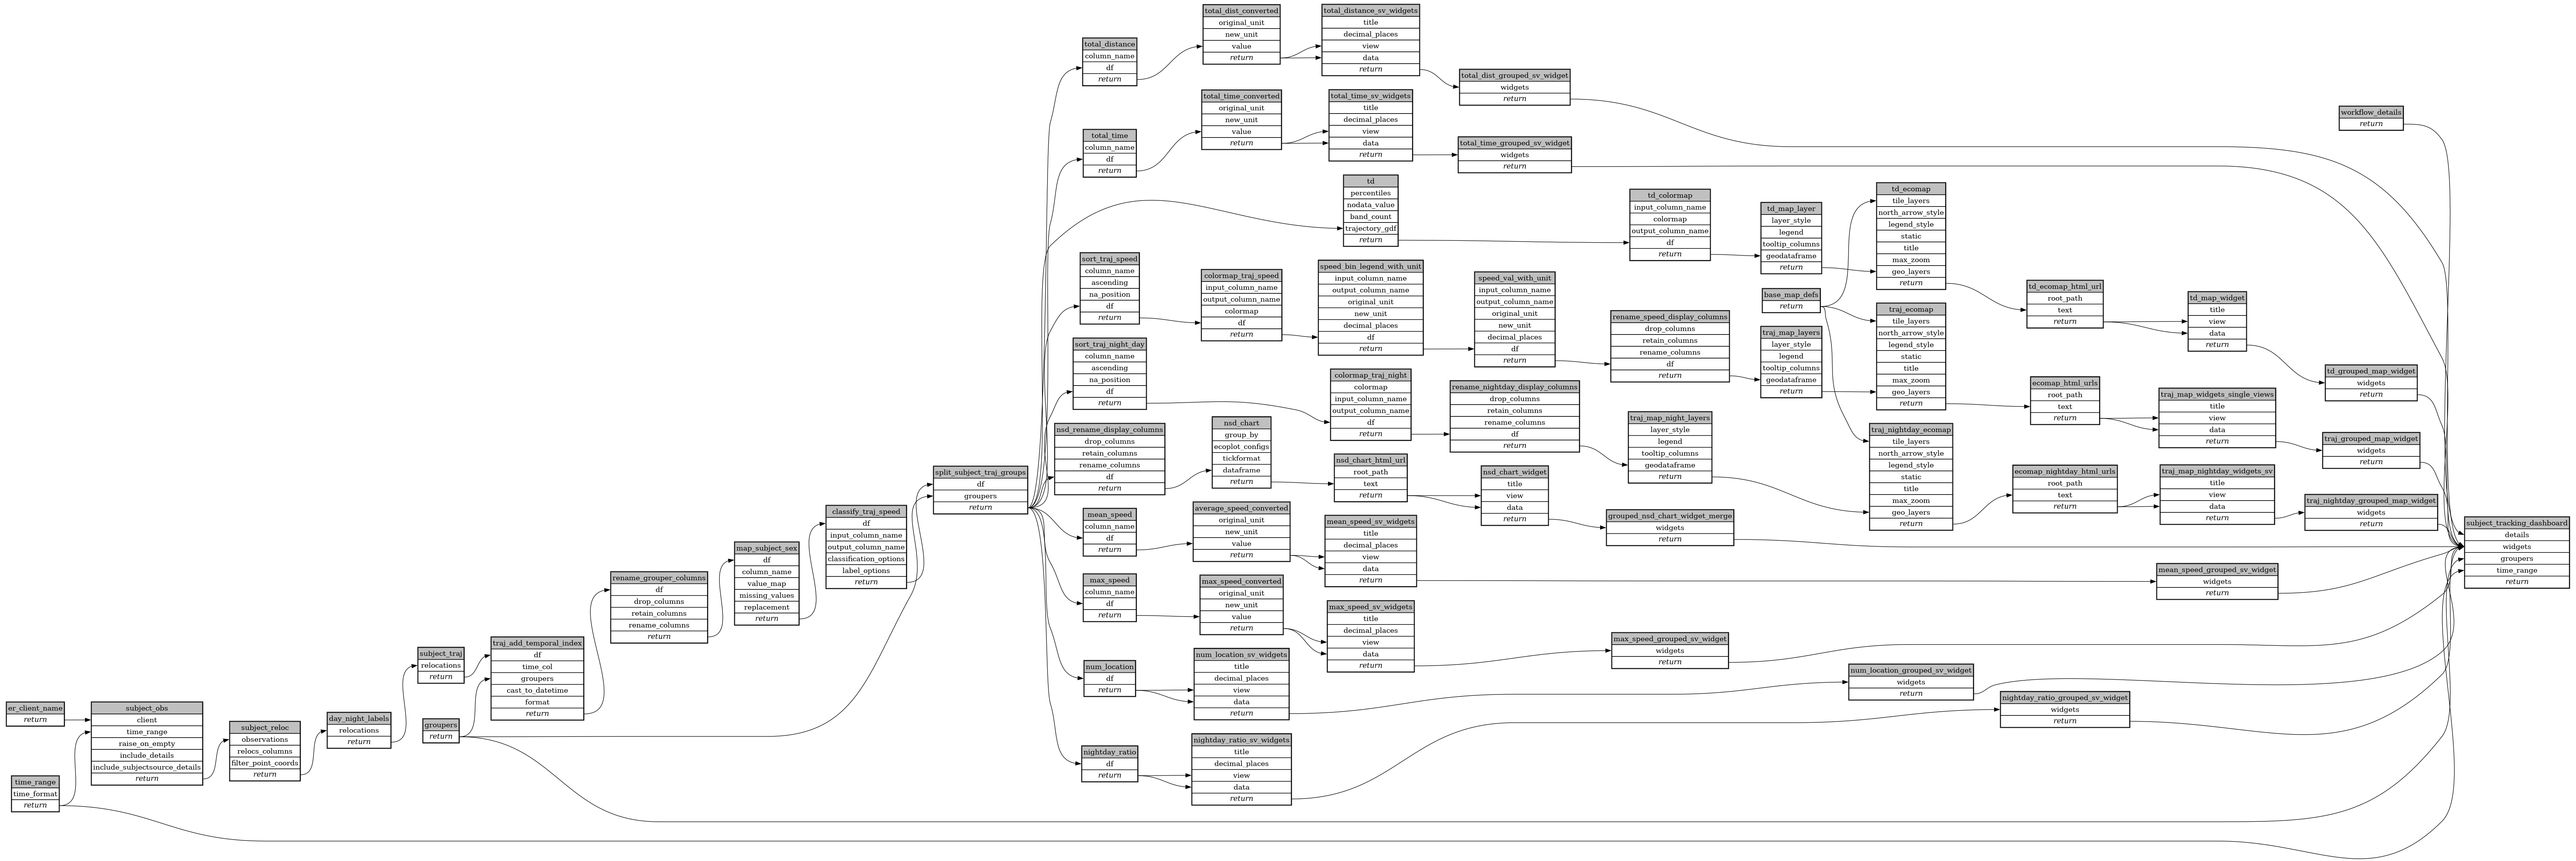 er_client_name
return
time_range
time_format
return
subject_obs
client
time_range
raise_on_empty
include_details
include_subjectsource_details
return
subject_reloc
observations
relocs_columns
filter_point_coords
return
day_night_labels
relocations
return
subject_traj
relocations
return
groupers
return
traj_add_temporal_index
df
time_col
groupers
cast_to_datetime
format
return
rename_grouper_columns
df
drop_columns
retain_columns
rename_columns
return
map_subject_sex
df
column_name
value_map
missing_values
replacement
return
classify_traj_speed
df
input_column_name
output_column_name
classification_options
label_options
return
split_subject_traj_groups
df
groupers
return
total_distance
column_name
df
return
total_time
column_name
df
return
sort_traj_speed
column_name
ascending
na_position
df
return
sort_traj_night_day
column_name
ascending
na_position
df
return
nsd_rename_display_columns
drop_columns
retain_columns
rename_columns
df
return
mean_speed
column_name
df
return
max_speed
column_name
df
return
num_location
df
return
nightday_ratio
df
return
total_dist_converted
original_unit
new_unit
value
return
total_time_converted
original_unit
new_unit
value
return
colormap_traj_speed
input_column_name
output_column_name
colormap
df
return
nsd_chart
group_by
ecoplot_configs
tickformat
dataframe
return
average_speed_converted
original_unit
new_unit
value
return
max_speed_converted
original_unit
new_unit
value
return
num_location_sv_widgets
title
decimal_places
view
data
return
nightday_ratio_sv_widgets
title
decimal_places
view
data
return
total_distance_sv_widgets
title
decimal_places
view
data
return
total_time_sv_widgets
title
decimal_places
view
data
return
td
percentiles
nodata_value
band_count
trajectory_gdf
return
speed_bin_legend_with_unit
input_column_name
output_column_name
original_unit
new_unit
decimal_places
df
return
colormap_traj_night
colormap
input_column_name
output_column_name
df
return
nsd_chart_html_url
root_path
text
return
mean_speed_sv_widgets
title
decimal_places
view
data
return
max_speed_sv_widgets
title
decimal_places
view
data
return
total_dist_grouped_sv_widget
widgets
return
total_time_grouped_sv_widget
widgets
return
speed_val_with_unit
input_column_name
output_column_name
original_unit
new_unit
decimal_places
df
return
rename_nightday_display_columns
drop_columns
retain_columns
rename_columns
df
return
nsd_chart_widget
title
view
data
return
td_colormap
input_column_name
colormap
output_column_name
df
return
rename_speed_display_columns
drop_columns
retain_columns
rename_columns
df
return
traj_map_night_layers
layer_style
legend
tooltip_columns
geodataframe
return
grouped_nsd_chart_widget_merge
widgets
return
max_speed_grouped_sv_widget
widgets
return
td_map_layer
layer_style
legend
tooltip_columns
geodataframe
return
base_map_defs
return
traj_map_layers
layer_style
legend
tooltip_columns
geodataframe
return
td_ecomap
tile_layers
north_arrow_style
legend_style
static
title
max_zoom
geo_layers
return
traj_ecomap
tile_layers
north_arrow_style
legend_style
static
title
max_zoom
geo_layers
return
traj_nightday_ecomap
tile_layers
north_arrow_style
legend_style
static
title
max_zoom
geo_layers
return
num_location_grouped_sv_widget
widgets
return
td_ecomap_html_url
root_path
text
return
ecomap_html_urls
root_path
text
return
ecomap_nightday_html_urls
root_path
text
return
nightday_ratio_grouped_sv_widget
widgets
return
td_map_widget
title
view
data
return
traj_map_widgets_single_views
title
view
data
return
traj_map_nightday_widgets_sv
title
view
data
return
mean_speed_grouped_sv_widget
widgets
return
workflow_details
return
td_grouped_map_widget
widgets
return
traj_grouped_map_widget
widgets
return
traj_nightday_grouped_map_widget
widgets
return
subject_tracking_dashboard
details
widgets
groupers
time_range
return